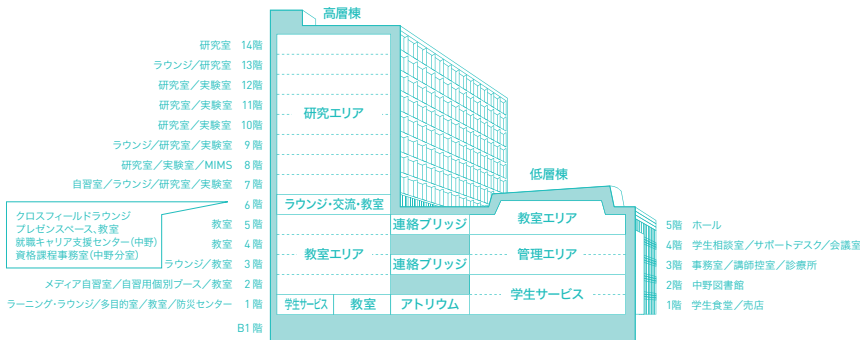 高層棟
研究室 14階
ラウンジ／研究室 13階
研究室／実験室 12階
研究室／実験室 11階
研究室／実験室 10階
ラウンジ／研究室／実験室 9階
研究室／実験室／MIMS 8階
自習室／ラウンジ／研究室／実験室 7階
6階
クロスフィールドラウンジ
プレゼンスペース、教室
就職キャリア支援センター（中野）
資格課程事務室（中野分室）
教室 5階
教室 4階
ラウンジ／教室 3階
メディア自習室／自習用個別ブース／教室 2階
ラーニング・ラウンジ／多目的室／教室／防災センター 1階
B1階
研究エリア
ラウンジ・交流・教室
教室エリア
学生サービス
教室
連絡ブリッジ
連絡ブリッジ
アトリウム
低層棟
教室エリア
管理エリア
学生サービス
5階 ホール
4階 学生相談室／サポートデスク／会議室
3階 事務室／講師控室／診療所
2階 中野図書館
1階 学生食堂／売店